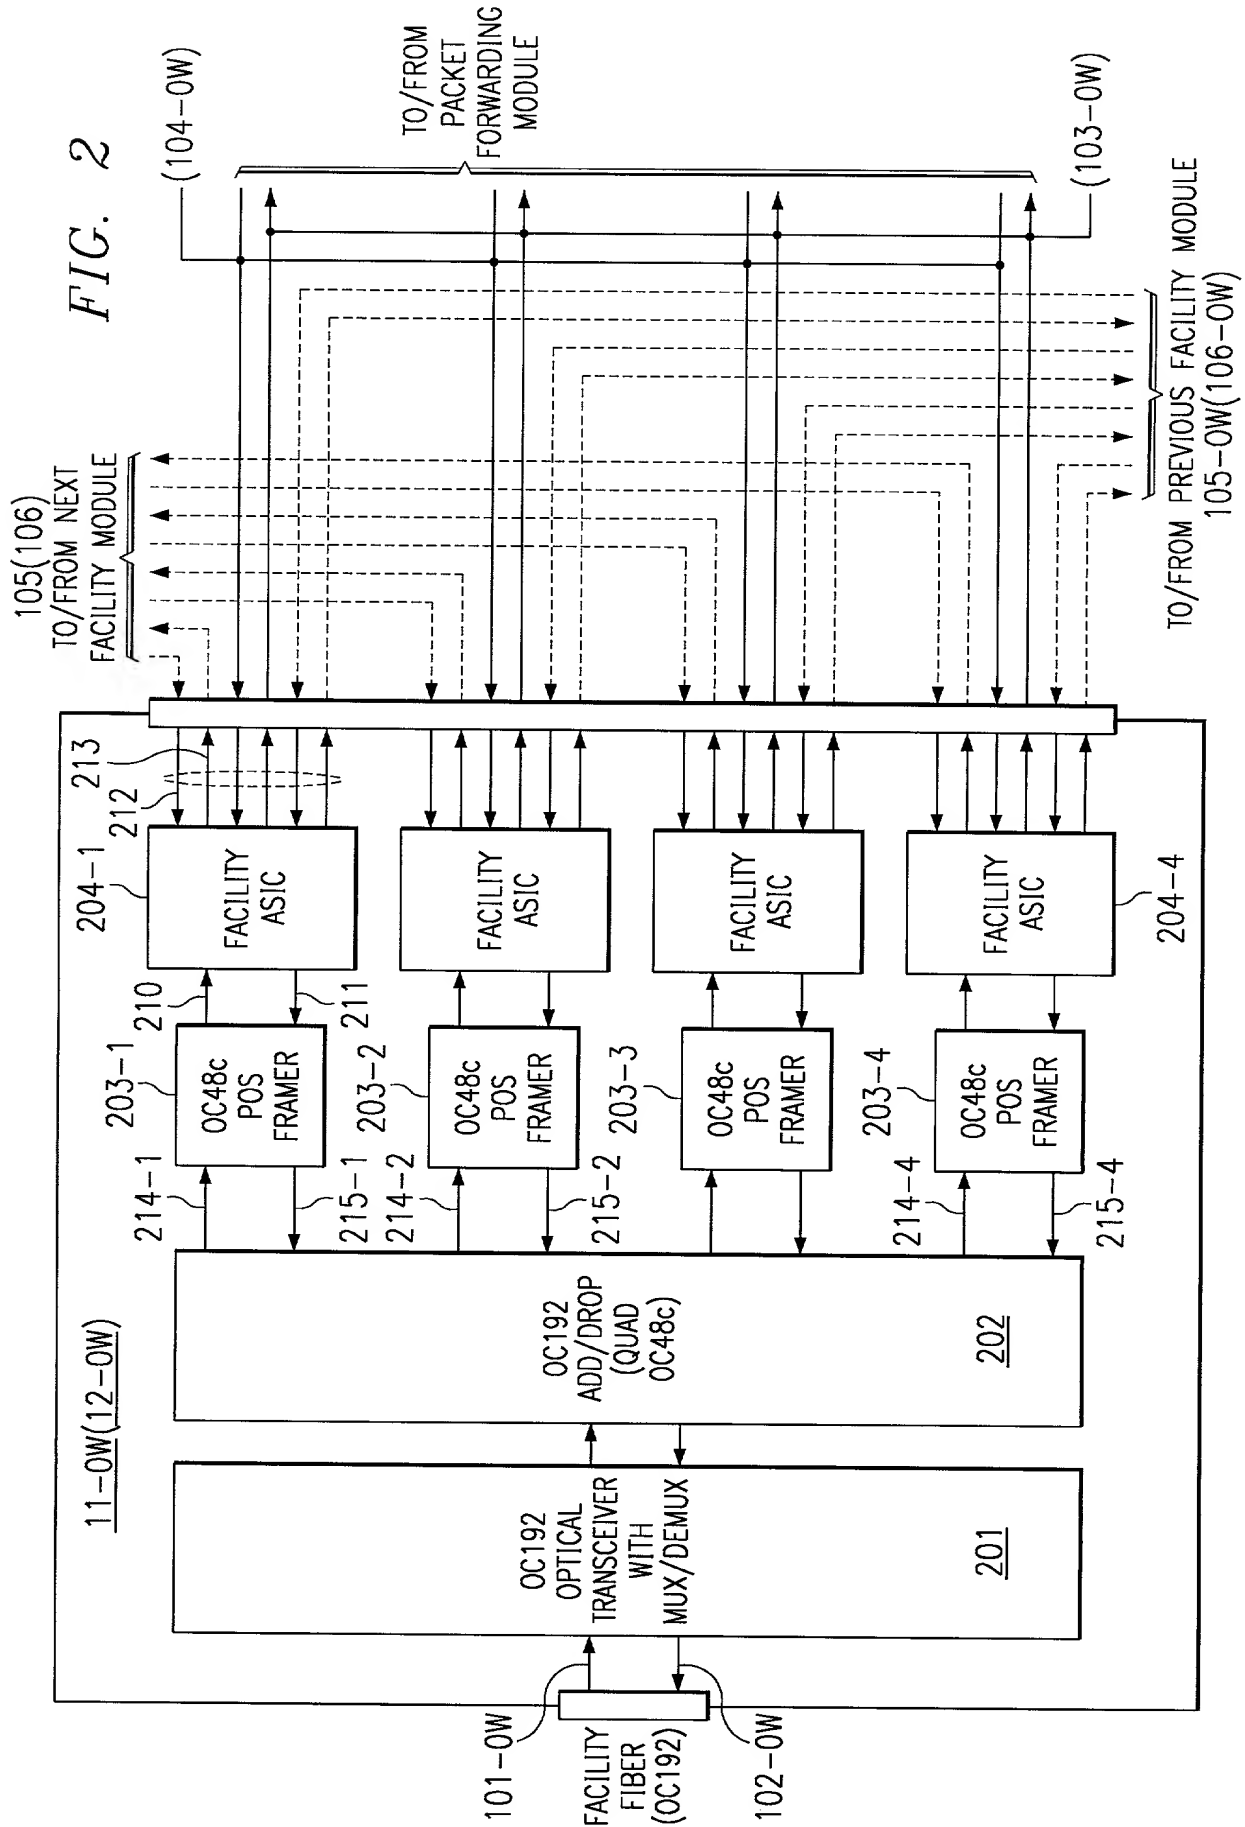 FIG. 2
11-0W(12-0W)
FACILITY
FIBER
(OC192)
101-0W
102-0W
OC192
OPTICAL
TRANSCEIVER
WITH
MUX/DEMUX
201
OC192
ADD/DROP
(QUAD
OC48c)
202
214-1
215-1
214-2
215-2
214-4
215-4
203-1
OC48c
POS
FRAMER
203-2
OC48c
POS
FRAMER
203-3
OC48c
POS
FRAMER
203-4
OC48c
POS
FRAMER
210
211
204-1
FACILITY
ASIC
FACILITY
ASIC
FACILITY
ASIC
FACILITY
ASIC
204-4
212
213
105(106)
TO/FROM NEXT
FACILITY MODULE
TO/FROM PREVIOUS FACILITY MODULE
105-0W(106-0W)
(104-0W)
(103-0W)
TO/FROM
PACKET
FORWARDING
MODULE